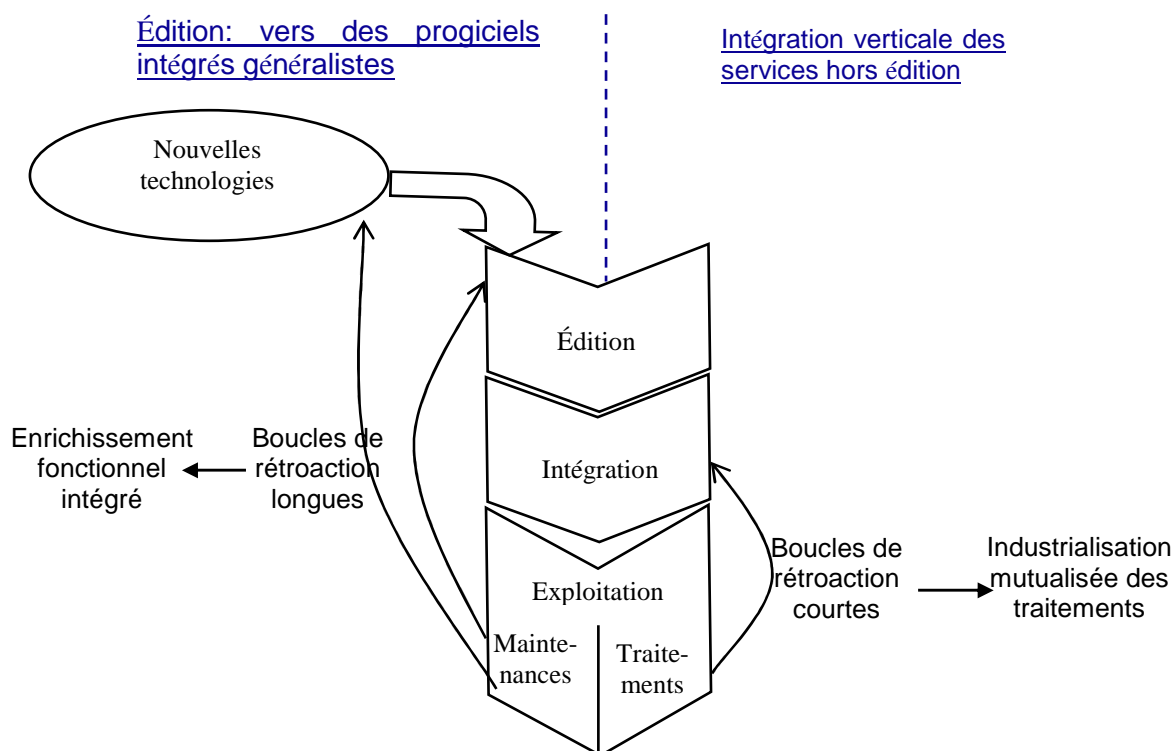 Édition: vers des progiciels
intégrés généralistes
Intégration verticale des
services hors édition
Nouvelles
technologies
Édition
Intégration
Enrichissement
fonctionnel
intégré
Boucles de
rétroaction
longues
Exploitation
Mainte-
nances
Traite-
ments
Boucles de
rétroaction
courtes
Industrialisation
mutualisée des
traitements